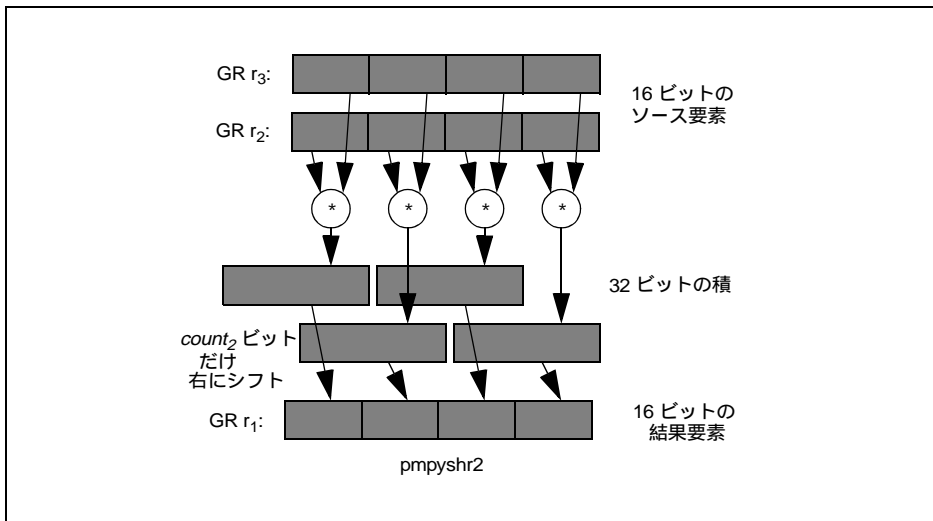 GR r₃:
16 ビットの
ソース要素
GR r₂:
* * * *
32 ビットの積
count₂ ビット
だけ
右にシフト
GR r₁:
16 ビットの
結果要素
pmpyshr2